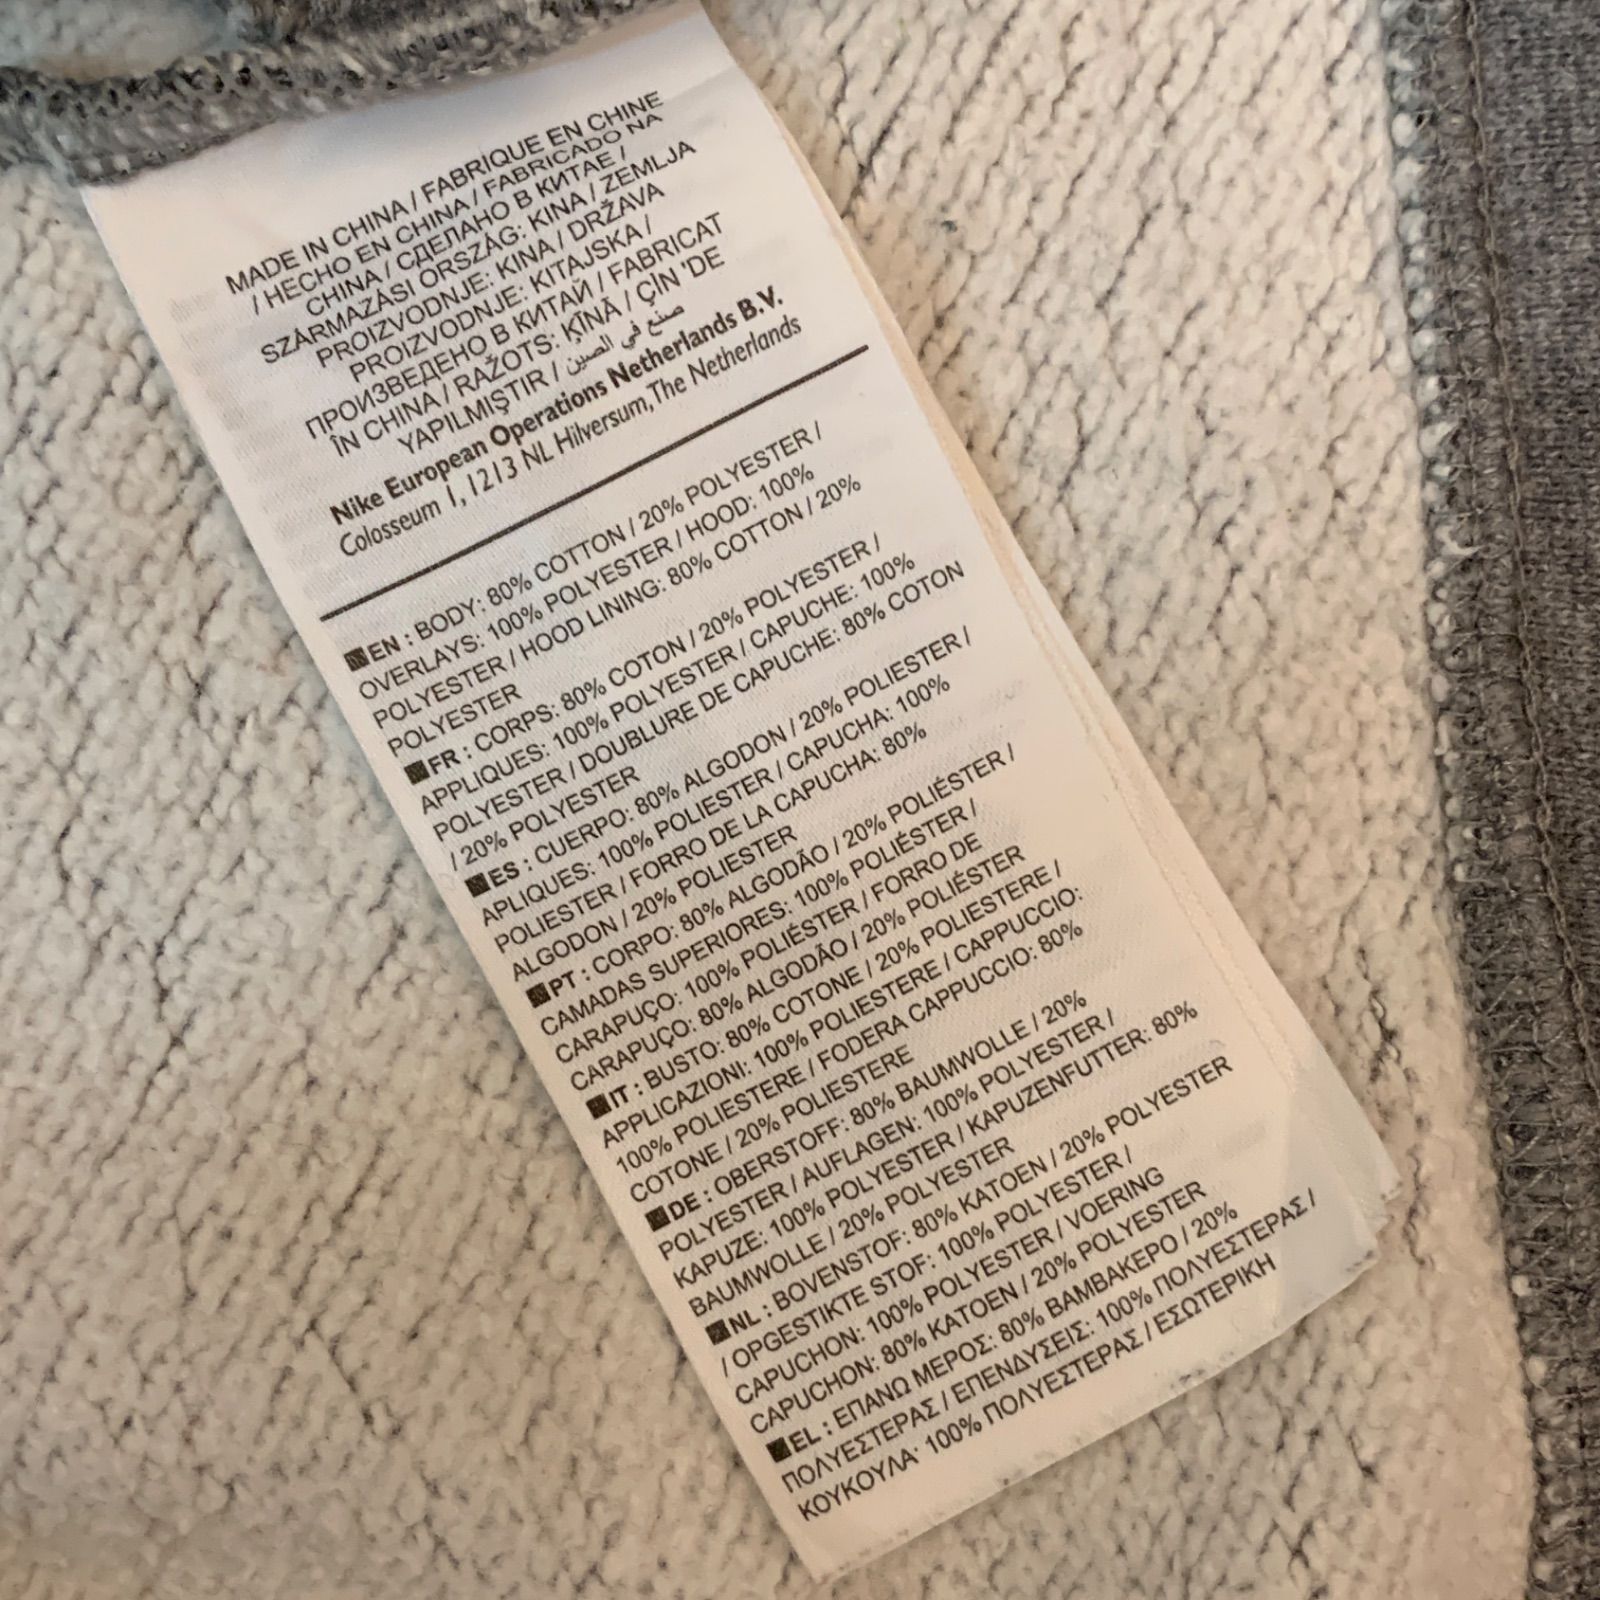 MADE IN CHINA / FABRIQUE EN CHINE
/ HECHO EN CHINA / FABRICADO NA
CHINA / СДЕЛАНО В КИТАЕ /
SZÁRMAZÁSI ORSZÁG: KINA / ZEMLJA
PROIZVODNJE: KINA / DRŽAVA
PROIZVODNJE: KITAJSKA /
ПРОИЗВЕДЕНО В КИТАЙ / FABRICAT
ÎN CHINA / RAŽOTS: ĶĪNĀ / ÇİN 'DE
YAPILMIŞTIR / صنع في الصين
Nike European Operations Netherlands B.V.
Colosseum 1, 1213 NL Hilversum, The Netherlands
EN : BODY: 80% COTTON / 20% POLYESTER /
OVERLAYS: 100% POLYESTER / HOOD: 100%
POLYESTER / HOOD LINING: 80% COTTON / 20%
POLYESTER
FR : CORPS: 80% COTON / 20% POLYESTER /
APPLIQUES: 100% POLYESTER / CAPUCHE: 100%
POLYESTER / DOUBLURE DE CAPUCHE: 80% COTON
/ 20% POLYESTER
ES : CUERPO: 80% ALGODON / 20% POLIESTER /
APLIQUES: 100% POLIESTER / CAPUCHA: 100%
POLIESTER / FORRO DE LA CAPUCHA: 80%
ALGODON / 20% POLIESTER
PT : CORPO: 80% ALGODÃO / 20% POLIÉSTER /
CAMADAS SUPERIORES: 100% POLIÉSTER /
CARAPUÇO: 100% POLIÉSTER / FORRO DE
CARAPUÇO: 80% ALGODÃO / 20% POLIÉSTER
IT : BUSTO: 80% COTONE / 20% POLIESTERE /
APPLICAZIONI: 100% POLIESTERE / CAPPUCCIO:
100% POLIESTERE / FODERA CAPPUCCIO: 80%
COTONE / 20% POLIESTERE
DE : OBERSTOFF: 80% BAUMWOLLE / 20%
POLYESTER / AUFLAGEN: 100% POLYESTER /
KAPUZE: 100% POLYESTER / KAPUZENFUTTER: 80%
BAUMWOLLE / 20% POLYESTER
NL : BOVENSTOF: 80% KATOEN / 20% POLYESTER
/ OPGESTIKTE STOF: 100% POLYESTER /
CAPUCHON: 100% POLYESTER / VOERING
CAPUCHON: 80% KATOEN / 20% POLYESTER
EL : ΕΠΑΝΩ ΜΕΡΟΣ: 80% ΒΑΜΒΑΚΕΡΟ / 20%
ΠΟΛΥΕΣΤΕΡΑΣ / ΕΠΕΝΔΥΣΕΙΣ: 100% ΠΟΛΥΕΣΤΕΡΑΣ /
ΚΟΥΚΟΥΛΑ: 100% ΠΟΛΥΕΣΤΕΡΑΣ / ΕΣΩΤΕΡΙΚΗ